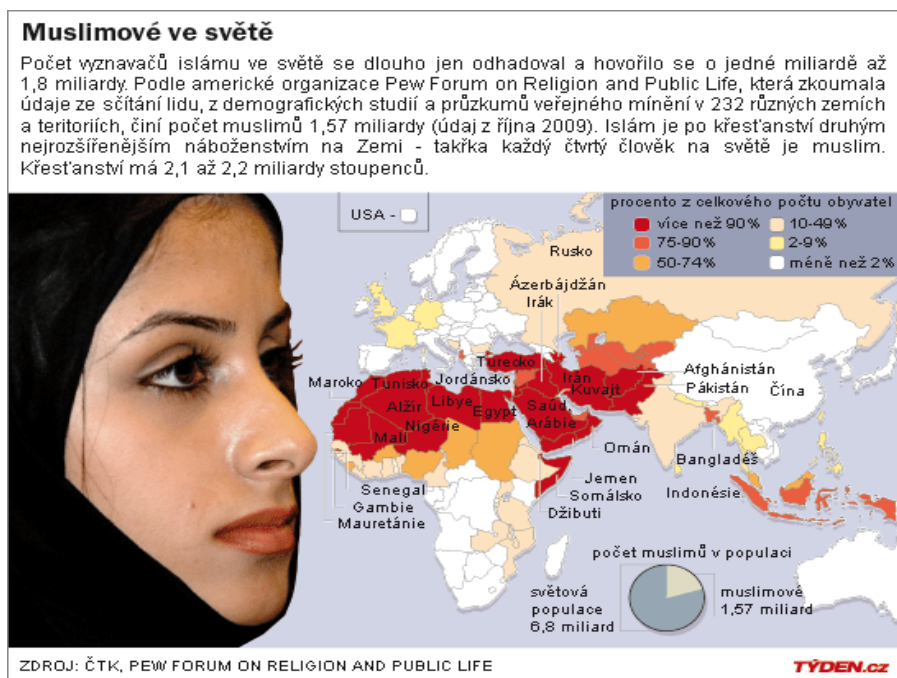 Muslimové ve světě
Počet vyznavačů islámu ve světě se dlouho jen odhadoval a hovořilo se o jedné miliardě až
1,8 miliardy. Podle americké organizace Pew Forum on Religion and Public Life, která zkoumala
údaje ze sčítání lidu, z demografických studií a průzkumů veřejného mínění v 232 různých zemích
a teritoriích, činí počet muslimů 1,57 miliardy (údaj z října 2009). Islám je po křesťanství druhým
nejrozšířenějším náboženstvím na Zemi - takřka každý čtvrtý člověk na světě je muslim.
Křesťanství má 2,1 až 2,2 miliardy stoupenců.
USA -
procento z celkového počtu obyvatel
více než 90%
10-49%
75-90%
2-9%
50-74%
méně než 2%
Rusko
Ázerbájdžán
Irák
Turecko
Afghánistán
Maroko
Tunisko
Jordánsko
Irán
Pákistán
Kuvajt
Čína
Alžír
Libye
Egypt
Saúd.
Arábie
Nigérie
Mali
Omán
Bangladéš
Senegal
Jemen
Indonésie
Gambie
Somálsko
Mauretánie
Džibuti
počet muslimů v populaci
světová
populace
6,8 miliard
muslimové
1,57 miliard
ZDROJ: ČTK, PEW FORUM ON RELIGION AND PUBLIC LIFE
TÝDEN.cz